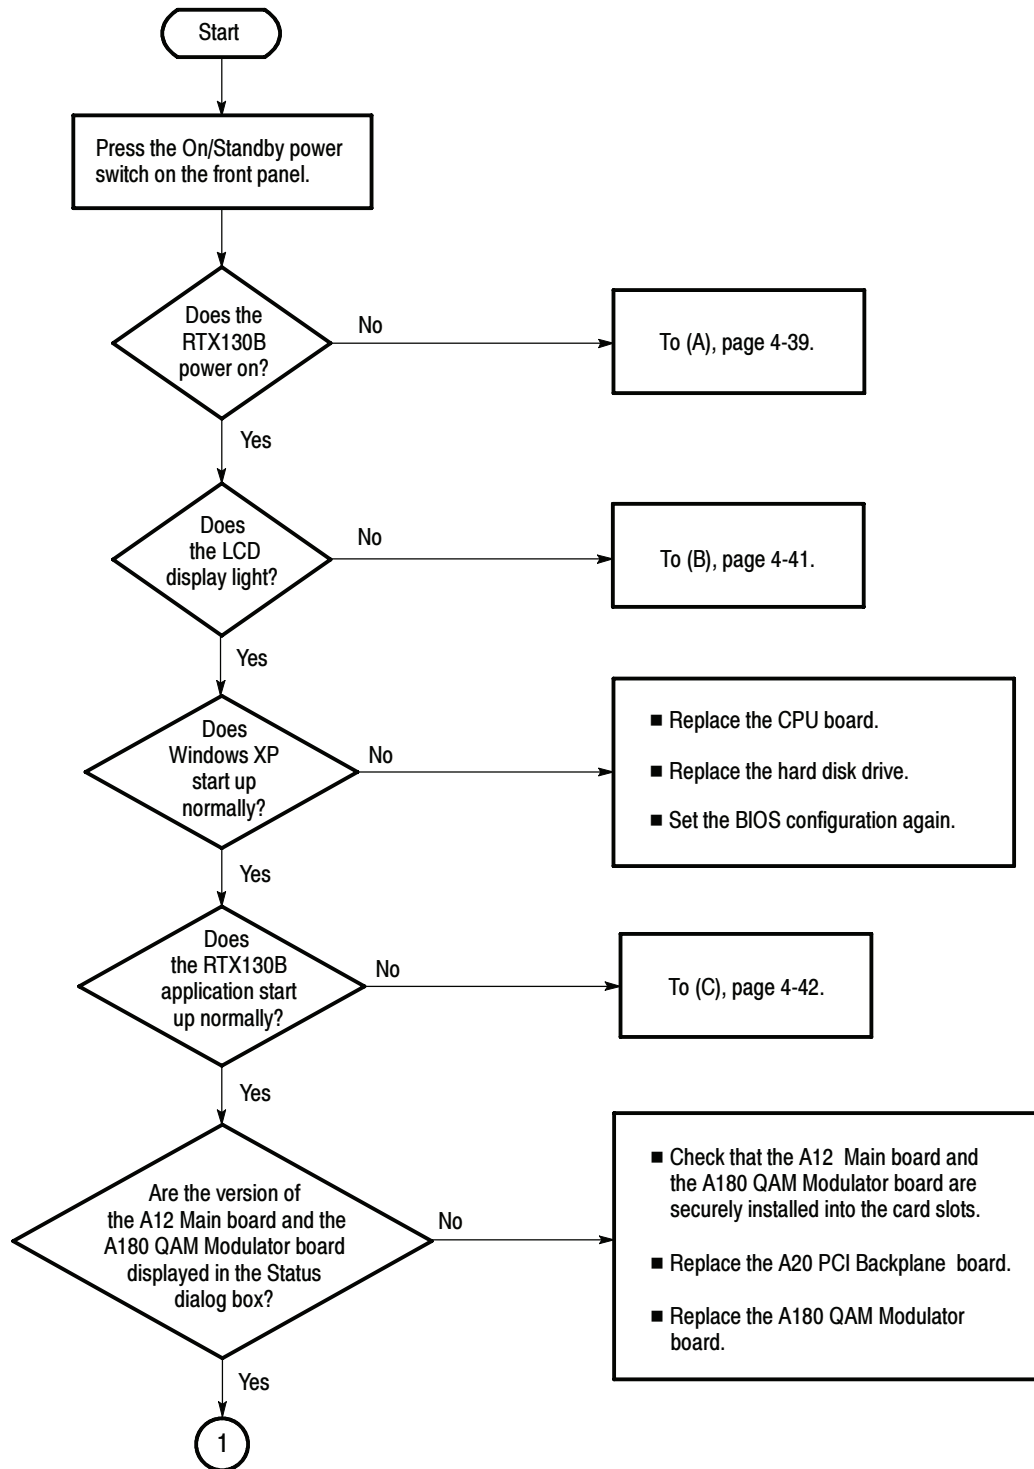 Start
Press the On/Standby power
switch on the front panel.
Does the
RTX130B
power on?
No
To (A), page 4-39.
Yes
Does
the LCD
display light?
No
To (B), page 4-41.
Yes
Does
Windows XP
start up
normally?
No
■ Replace the CPU board.
■ Replace the hard disk drive.
■ Set the BIOS configuration again.
Yes
Does
the RTX130B
application start
up normally?
No
To (C), page 4-42.
Yes
Are the version of
the A12 Main board and the
A180 QAM Modulator board
displayed in the Status
dialog box?
No
■ Check that the A12 Main board and
the A180 QAM Modulator board are
securely installed into the card slots.
■ Replace the A20 PCI Backplane board.
■ Replace the A180 QAM Modulator
board.
Yes
1